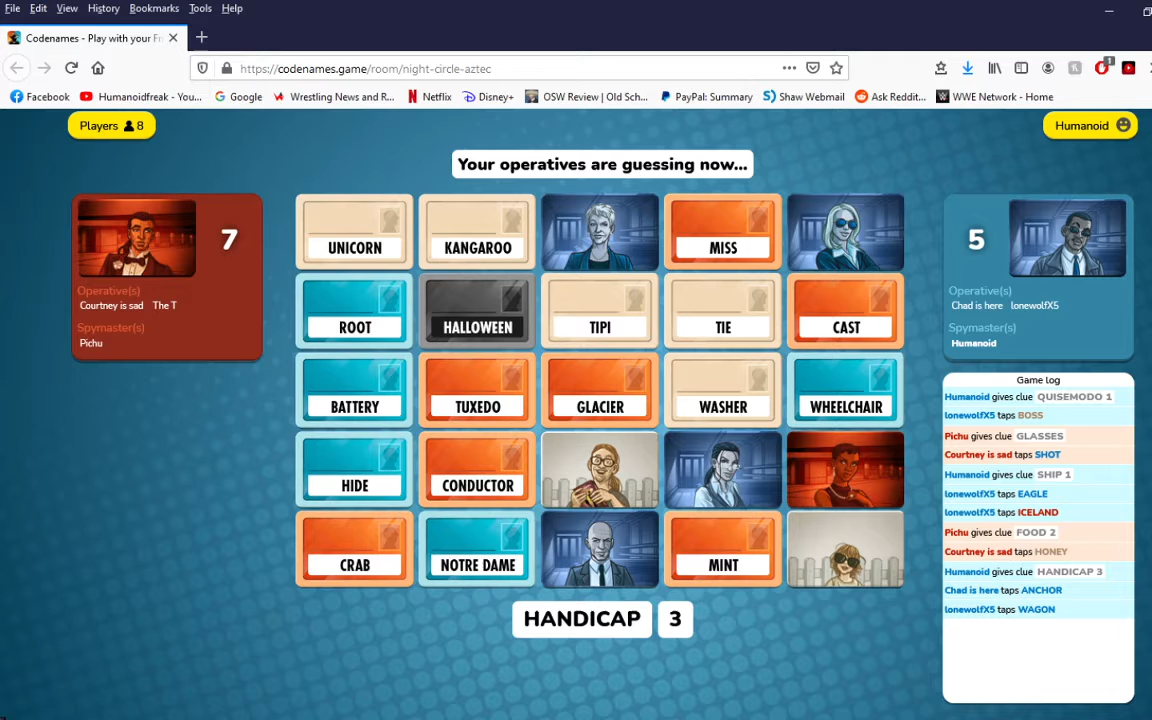 File Edit View History Bookmarks Tools Help
Codenames - Play with your Fr
https://codenames.game/room/night-circle-aztec
1
Facebook Humanoidfreak - You... Google Wrestling News and R... Netflix Disney+ OSW Review | Old Sch... PayPal: Summary Shaw Webmail Ask Reddit... WWE Network - Home
Players 8
Humanoid
Your operatives are guessing now...
7
Operative(s)
Courtney is sad The T
Spymaster(s)
Pichu
UNICORN KANGAROO MISS
ROOT HALLOWEEN TIPI TIE CAST
BATTERY TUXEDO GLACIER WASHER WHEELCHAIR
HIDE CONDUCTOR
CRAB NOTRE DAME MINT
HANDICAP 3
5
Operative(s)
Chad is here lonewolfX5
Spymaster(s)
Humanoid
Game log
Humanoid gives clue QUISEMODO 1
lonewolfX5 taps BOSS
Pichu gives clue GLASSES
Courtney is sad taps SHOT
Humanoid gives clue SHIP 1
lonewolfX5 taps EAGLE
lonewolfX5 taps ICELAND
Pichu gives clue FOOD 2
Courtney is sad taps HONEY
Humanoid gives clue HANDICAP 3
Chad is here taps ANCHOR
lonewolfX5 taps WAGON